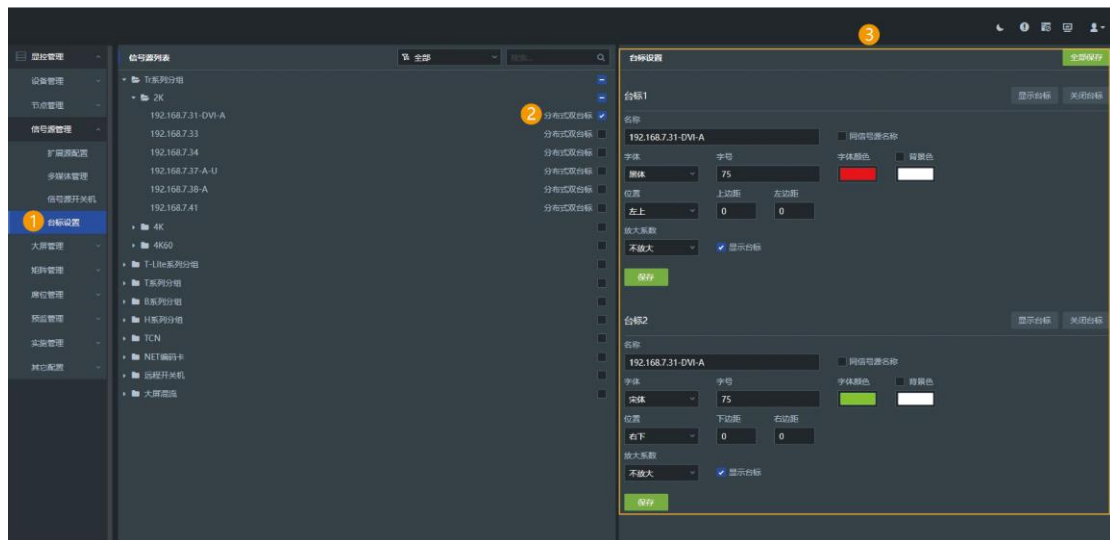 3
显控管理
设备管理
节点管理
信号源管理
扩展源配置
多媒体管理
信号源开关机
1 台标设置
大屏管理
矩阵管理
席位管理
预监管理
实施管理
其它配置
信号源列表 全部 搜索...
Tr系列分组
2K
192.168.7.31-DVI-A 2 分布式双台标
192.168.7.33 分布式双台标
192.168.7.34 分布式双台标
192.168.7.37-A-U 分布式双台标
192.168.7.38-A 分布式双台标
192.168.7.41 分布式双台标
4K
4K60
T-Lite系列分组
T系列分组
B系列分组
H系列分组
TCN
NET编码卡
远程开关机
大屏混流
台标设置 全部保存
台标1 显示台标 关闭台标
名称
192.168.7.31-DVI-A 同信号源名称
字体 字号 字体颜色 背景色
黑体 75
位置 上边距 左边距
左上 0 0
放大系数
不放大 显示台标
保存
台标2 显示台标 关闭台标
名称
192.168.7.31-DVI-A 同信号源名称
字体 字号 字体颜色 背景色
宋体 75
位置 下边距 右边距
右下 0 0
放大系数
不放大 显示台标
保存